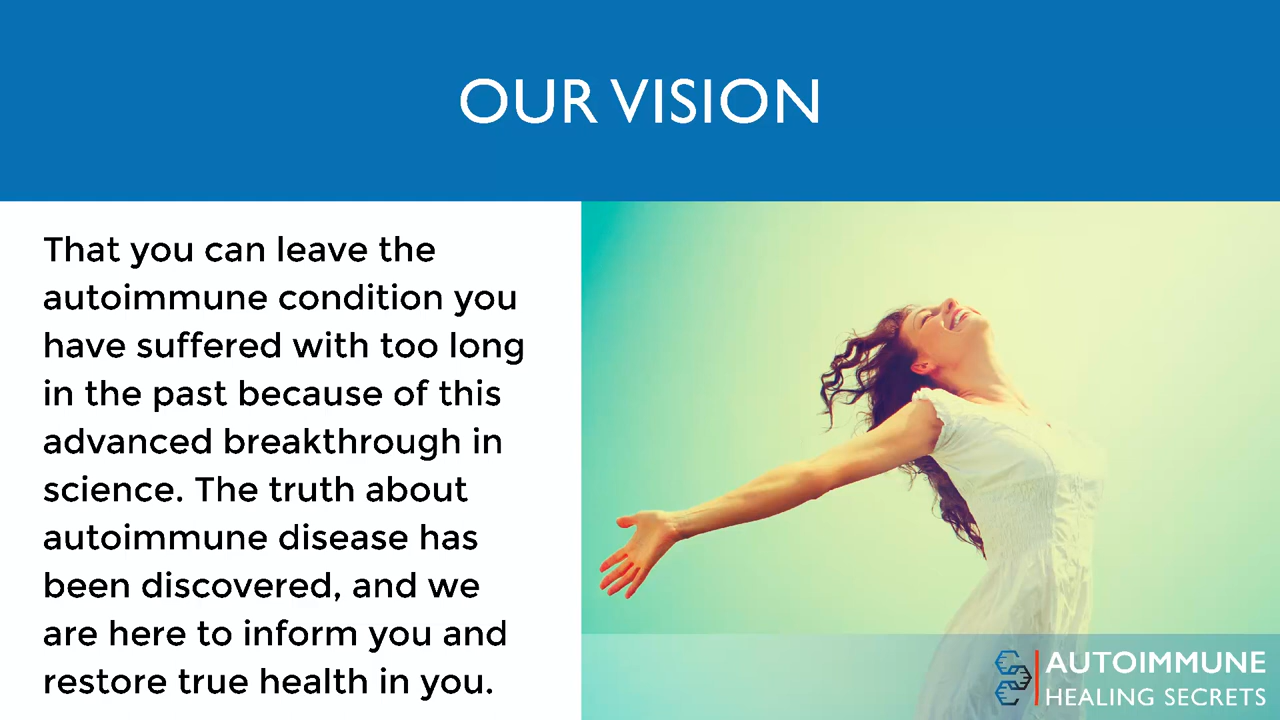 OUR VISION
That you can leave the
autoimmune condition you
have suffered with too long
in the past because of this
advanced breakthrough in
science. The truth about
autoimmune disease has
been discovered, and we
are here to inform you and
restore true health in you.
AUTOIMMUNE
HEALING SECRETS